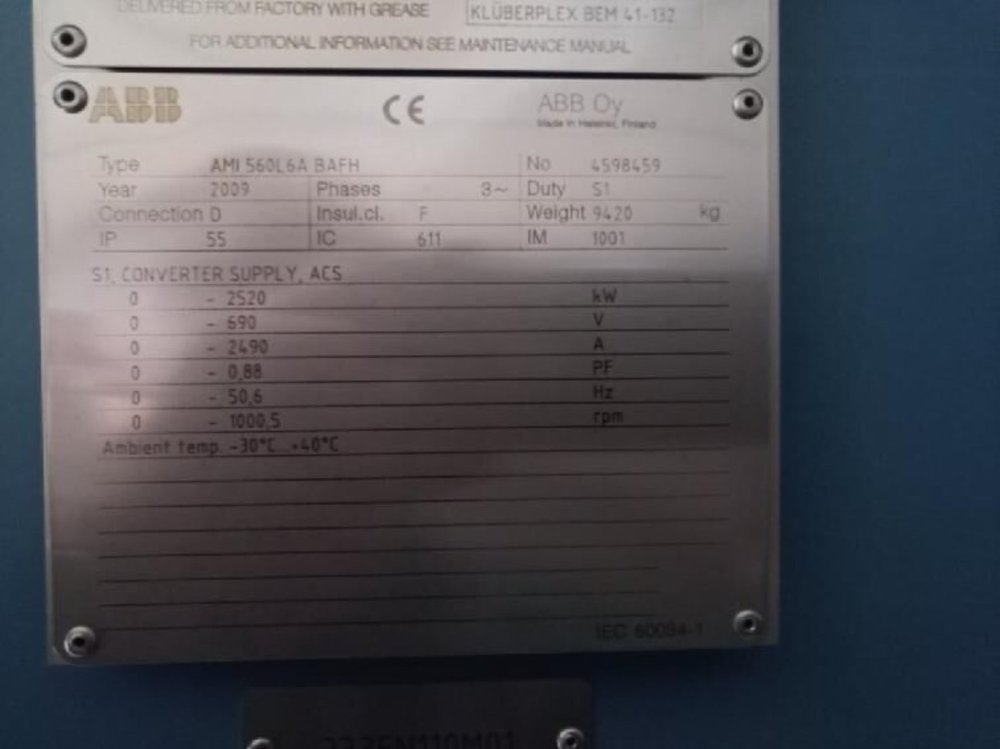 DELIVERED FROM FACTORY WITH GREASE KLÜBERPLEX BEM 41-132
FOR ADDITIONAL INFORMATION SEE MAINTENANCE MANUAL
ABB CE ABB Oy
Made in Helsinki, Finland
Type AMI 560L6A BAFH No 4598459
Year 2009 Phases 3~ Duty S1
Connection D Insul.cl. F Weight 9420 kg
IP 55 IC 611 IM 1001
S1, CONVERTER SUPPLY, ACS
0 - 2520 kW
0 - 690 V
0 - 2490 A
0 - 0,88 PF
0 - 50,6 Hz
0 - 1000,5 rpm
Ambient temp. -30°C +40°C
IEC 60034-1